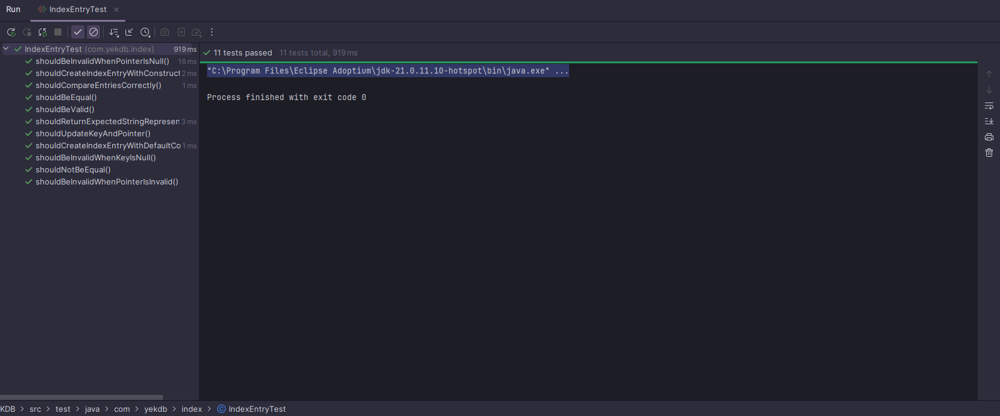 Run IndexEntryTest
IndexEntryTest (com.yekdb.index) 919 ms
shouldBeInvalidWhenPointerIsNull() 16 ms
shouldCreateIndexEntryWithConstruct 2 ms
shouldCompareEntriesCorrectly() 1 ms
shouldBeEqual()
shouldBeValid()
shouldReturnExpectedStringRepresen 3 ms
shouldUpdateKeyAndPointer()
shouldCreateIndexEntryWithDefaultCo 1 ms
shouldBeInvalidWhenKeyIsNull()
shouldNotBeEqual()
shouldBeInvalidWhenPointerIsInvalid()
11 tests passed 11 tests total, 919 ms
"C:\Program Files\Eclipse Adoptium\jdk-21.0.11.10-hotspot\bin\java.exe" ...
Process finished with exit code 0
KDB > src > test > java > com > yekdb > index > IndexEntryTest